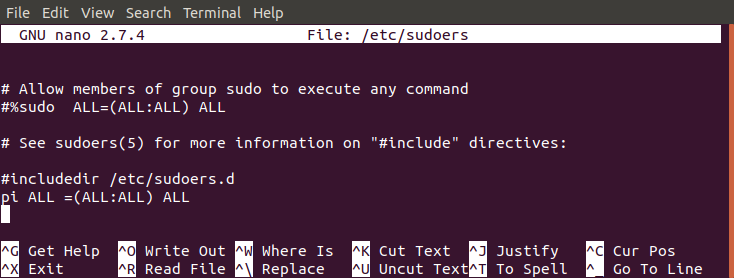 File Edit View Search Terminal Help
GNU nano 2.7.4 File: /etc/sudoers
# Allow members of group sudo to execute any command
#%sudo  ALL=(ALL:ALL) ALL
# See sudoers(5) for more information on "#include" directives:
#includedir /etc/sudoers.d
pi ALL =(ALL:ALL) ALL
^G Get Help ^O Write Out ^W Where Is ^K Cut Text ^J Justify ^C Cur Pos
^X Exit ^R Read File ^\ Replace ^U Uncut Text ^T To Spell ^_ Go To Line